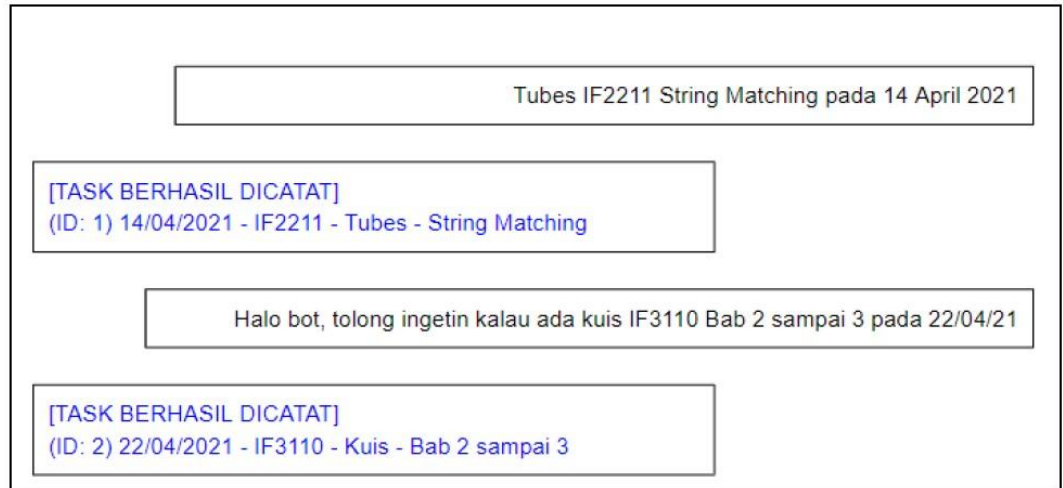 Tubes IF2211 String Matching pada 14 April 2021
[TASK BERHASIL DICATAT]
(ID: 1) 14/04/2021 - IF2211 - Tubes - String Matching
Halo bot, tolong ingetin kalau ada kuis IF3110 Bab 2 sampai 3 pada 22/04/21
[TASK BERHASIL DICATAT]
(ID: 2) 22/04/2021 - IF3110 - Kuis - Bab 2 sampai 3